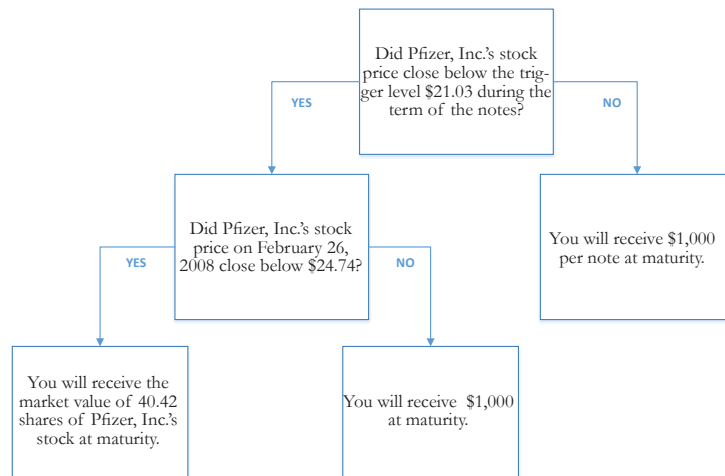 Did Pfizer, Inc.'s stock
price close below the trig-
ger level $21.03 during the
term of the notes?
YES
NO
Did Pfizer, Inc.'s stock
price on February 26,
2008 close below $24.74?
You will receive $1,000
per note at maturity.
YES
NO
You will receive the
market value of 40.42
shares of Pfizer, Inc.'s
stock at maturity.
You will receive $1,000
at maturity.